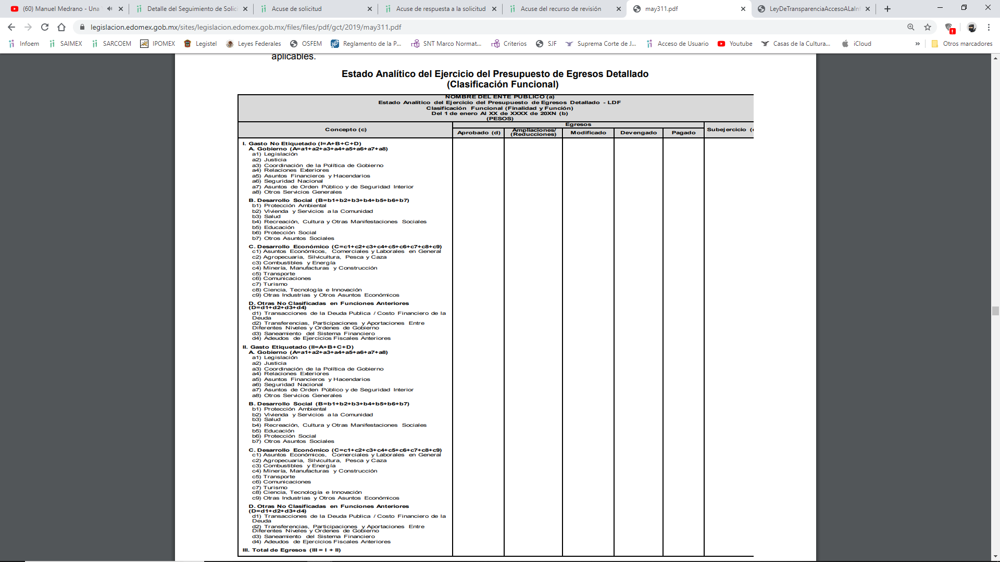 (60) Manuel Medrano - Una
Detalle del Seguimiento de Solici
Acuse de solicitud
Acuse de respuesta a la solicitud
Acuse del recurso de revisión
may311.pdf
LeyDeTransparenciaAccesoALaInf
legislacion.edomex.gob.mx/sites/legislacion.edomex.gob.mx/files/files/pdf/gct/2019/may311.pdf
Infoem
SAIMEX
SARCOEM
IPOMEX
Legistel
Leyes Federales
OSFEM
Reglamento de la P...
SNT Marco Normat...
Criterios
SJF
Suprema Corte de J...
Acceso de Usuario
Youtube
Casas de la Cultura...
iCloud
»
Otros marcadores
aplicables.
Estado Analítico del Ejercicio del Presupuesto de Egresos Detallado
(Clasificación Funcional)
NOMBRE DEL ENTE PÚBLICO (a)
Estado Analítico del Ejercicio del Presupuesto de Egresos Detallado - LDF
Clasificación Funcional (Finalidad y Función)
Del 1 de enero Al XX de XXXX de 20XN (b)
(PESOS)
Concepto (c)
Egresos
Subejercicio (e
Aprobado (d)
Ampliaciones/
(Reducciones)
Modificado
Devengado
Pagado
I. Gasto No Etiquetado (I=A+B+C+D)
A. Gobierno (A=a1+a2+a3+a4+a5+a6+a7+a8)
a1) Legislación
a2) Justicia
a3) Coordinación de la Política de Gobierno
a4) Relaciones Exteriores
a5) Asuntos Financieros y Hacendarios
a6) Seguridad Nacional
a7) Asuntos de Orden Público y de Seguridad Interior
a8) Otros Servicios Generales
B. Desarrollo Social (B=b1+b2+b3+b4+b5+b6+b7)
b1) Protección Ambiental
b2) Vivienda y Servicios a la Comunidad
b3) Salud
b4) Recreación, Cultura y Otras Manifestaciones Sociales
b5) Educación
b6) Protección Social
b7) Otros Asuntos Sociales
C. Desarrollo Económico (C=c1+c2+c3+c4+c5+c6+c7+c8+c9)
c1) Asuntos Económicos, Comerciales y Laborales en General
c2) Agropecuaria, Silvicultura, Pesca y Caza
c3) Combustibles y Energía
c4) Minería, Manufacturas y Construcción
c5) Transporte
c6) Comunicaciones
c7) Turismo
c8) Ciencia, Tecnología e Innovación
c9) Otras Industrias y Otros Asuntos Económicos
D. Otras No Clasificadas en Funciones Anteriores
(D=d1+d2+d3+d4)
d1) Transacciones de la Deuda Publica / Costo Financiero de la
Deuda
d2) Transferencias, Participaciones y Aportaciones Entre
Diferentes Niveles y Ordenes de Gobierno
d3) Saneamiento del Sistema Financiero
d4) Adeudos de Ejercicios Fiscales Anteriores
II. Gasto Etiquetado (II=A+B+C+D)
A. Gobierno (A=a1+a2+a3+a4+a5+a6+a7+a8)
a1) Legislación
a2) Justicia
a3) Coordinación de la Política de Gobierno
a4) Relaciones Exteriores
a5) Asuntos Financieros y Hacendarios
a6) Seguridad Nacional
a7) Asuntos de Orden Público y de Seguridad Interior
a8) Otros Servicios Generales
B. Desarrollo Social (B=b1+b2+b3+b4+b5+b6+b7)
b1) Protección Ambiental
b2) Vivienda y Servicios a la Comunidad
b3) Salud
b4) Recreación, Cultura y Otras Manifestaciones Sociales
b5) Educación
b6) Protección Social
b7) Otros Asuntos Sociales
C. Desarrollo Económico (C=c1+c2+c3+c4+c5+c6+c7+c8+c9)
c1) Asuntos Económicos, Comerciales y Laborales en General
c2) Agropecuaria, Silvicultura, Pesca y Caza
c3) Combustibles y Energía
c4) Minería, Manufacturas y Construcción
c5) Transporte
c6) Comunicaciones
c7) Turismo
c8) Ciencia, Tecnología e Innovación
c9) Otras Industrias y Otros Asuntos Económicos
D. Otras No Clasificadas en Funciones Anteriores
(D=d1+d2+d3+d4)
d1) Transacciones de la Deuda Publica / Costo Financiero de la
Deuda
d2) Transferencias, Participaciones y Aportaciones Entre
Diferentes Niveles y Ordenes de Gobierno
d3) Saneamiento del Sistema Financiero
d4) Adeudos de Ejercicios Fiscales Anteriores
III. Total de Egresos (III = I + II)